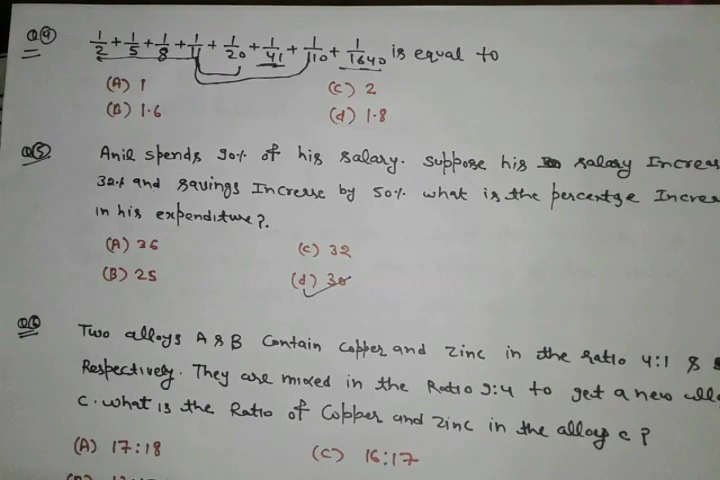 Q④ 1/2 + 1/5 + 1/8 + 1/11 + 1/20 + 1/41 + 1/110 + 1/1640 is equal to
(A) 1 (C) 2
(B) 1.6 (d) 1.8
Q⑤ Anil spends 90% of his salary. Suppose his salary Increas
32% and savings Increase by 50% what is the percentge Incre
in his expenditure?.
(A) 36 (C) 32
(B) 25 (d) 30
Q⑥ Two alloys A & B Contain copper and zinc in the ratio 4:1 &
Respectively. They are mixed in the Ratio 9:4 to get a new all
C. What is the Ratio of Copper and zinc in the alloy C?
(A) 17:18 (C) 16:17